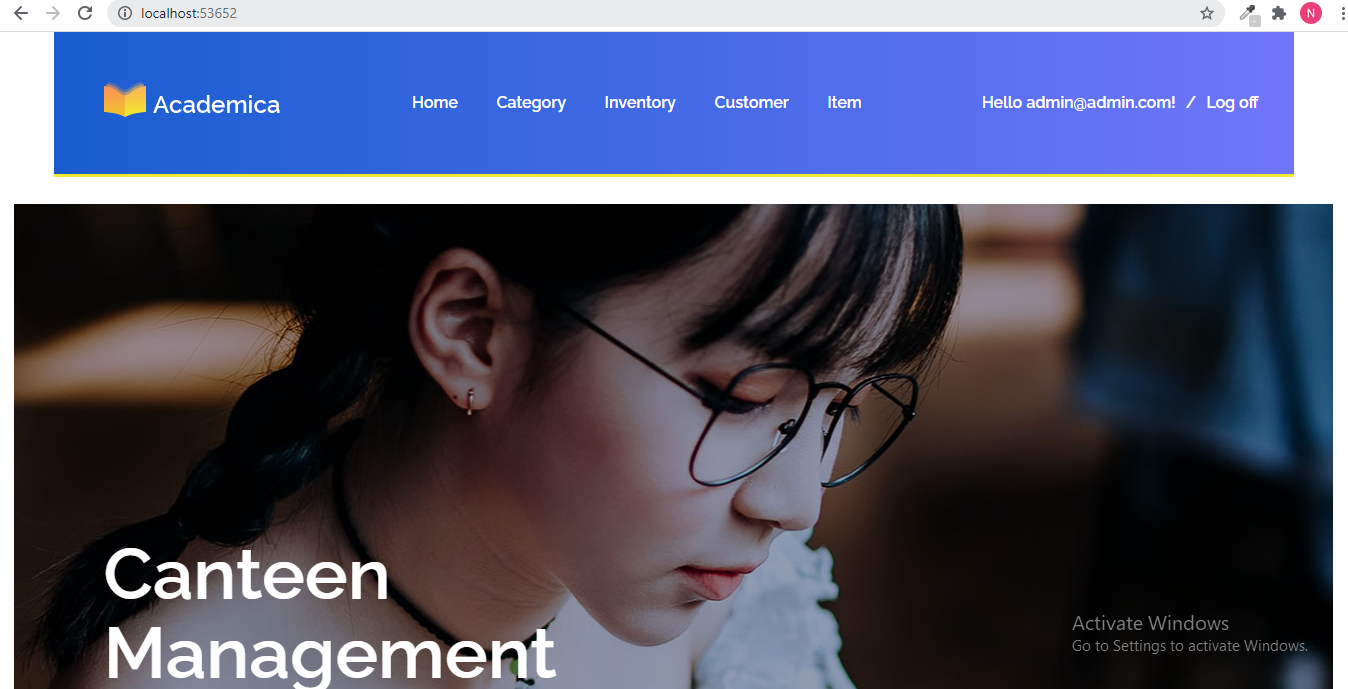 localhost:53652
N
Academica
Home Category Inventory Customer Item Hello admin@admin.com! / Log off
Canteen
Management
Activate Windows
Go to Settings to activate Windows.